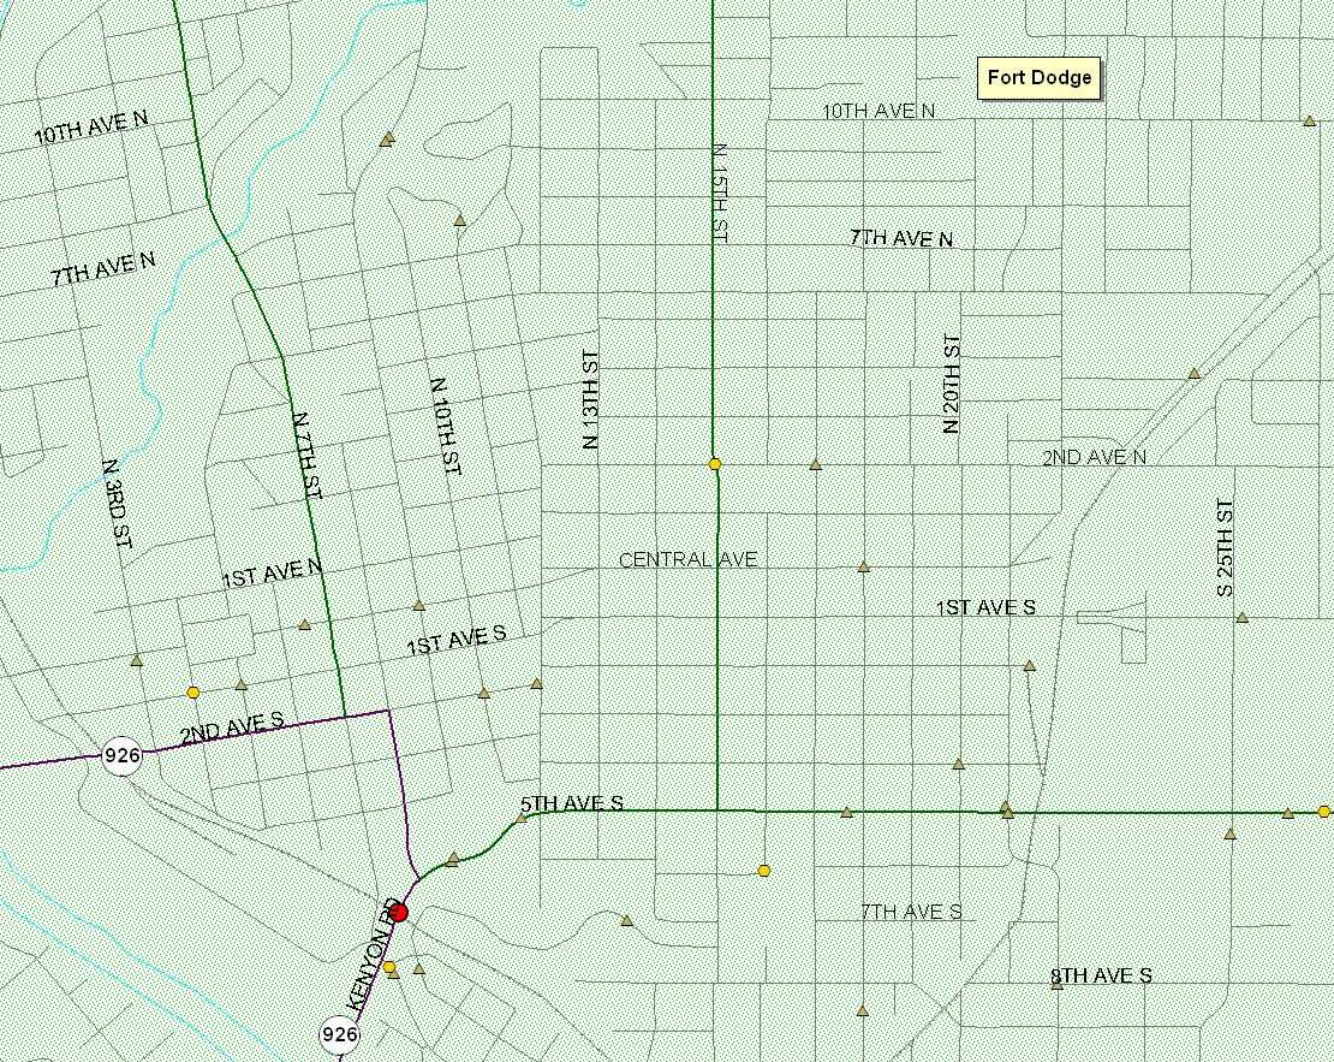 Fort Dodge
10TH AVE N
10TH AVE N
N 15TH ST
7TH AVE N
7TH AVE N
N 13TH ST
N 20TH ST
N 10TH ST
N 7TH ST
2ND AVE N
N 3RD ST
S 25TH ST
CENTRAL AVE
1ST AVE N
1ST AVE S
1ST AVE S
2ND AVE S
926
5TH AVE S
7TH AVE S
KENYON RD
8TH AVE S
926